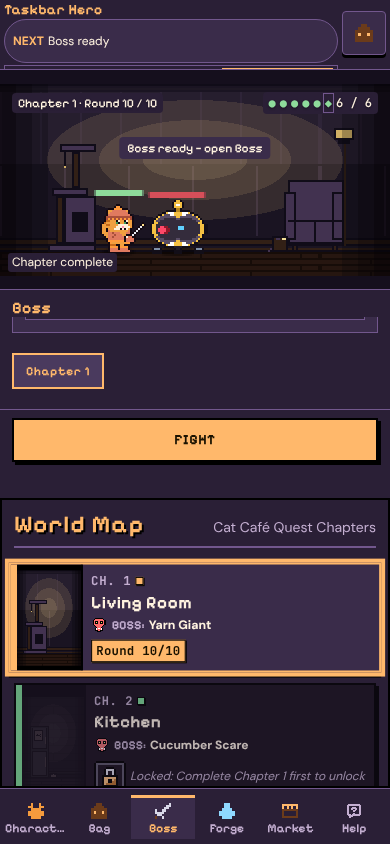 Taskbar Hero
NEXT Boss ready
Chapter 1 · Round 10 / 10
6 / 6
Boss ready - open Boss
Chapter complete
Boss
Chapter 1
FIGHT
World Map
Cat Café Quest Chapters
CH. 1
Living Room
BOSS: Yarn Giant
Round 10/10
CH. 2
Kitchen
BOSS: Cucumber Scare
Locked: Complete Chapter 1 first to unlock
Charact...
Bag
Boss
Forge
Market
Help